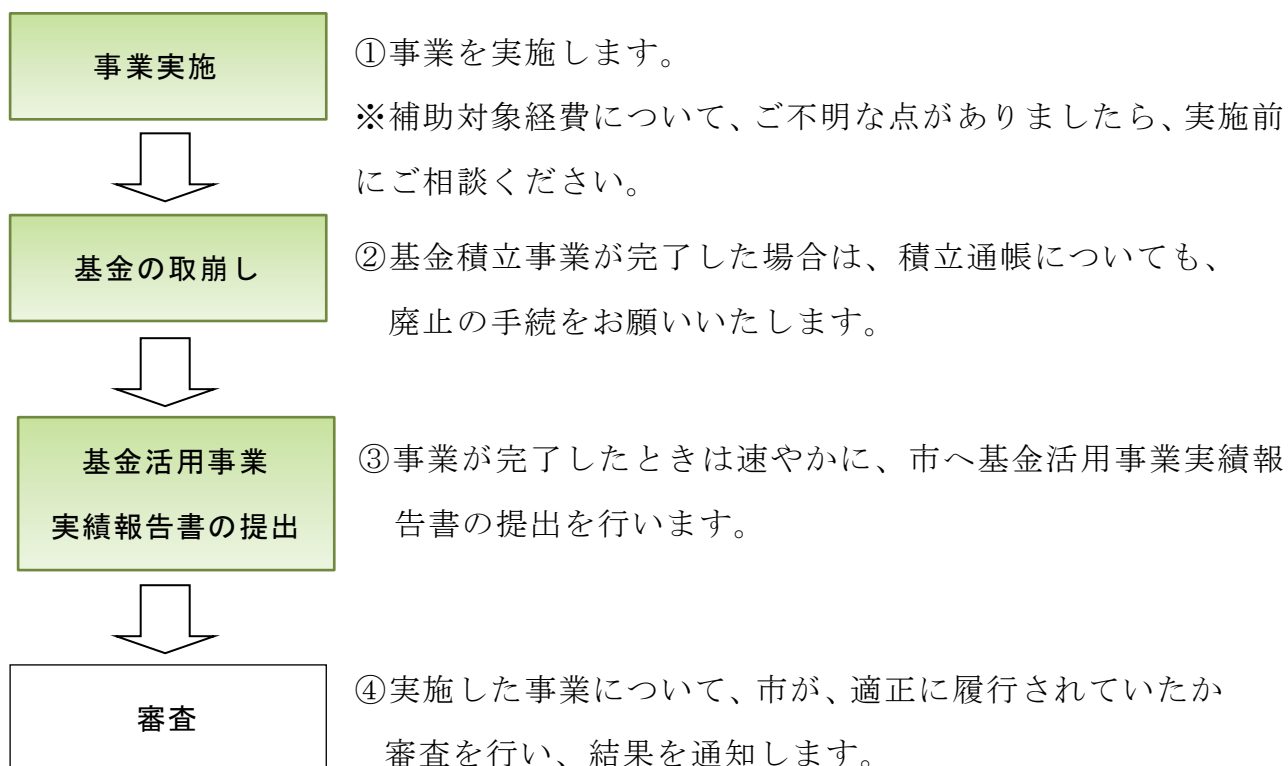 事業実施
①事業を実施します。
※補助対象経費について、ご不明な点がありましたら、実施前
にご相談ください。
基金の取崩し
②基金積立事業が完了した場合は、積立通帳についても、
廃止の手続をお願いいたします。
基金活用事業
実績報告書の提出
③事業が完了したときは速やかに、市へ基金活用事業実績報
告書の提出を行います。
審査
④実施した事業について、市が、適正に履行されていたか
審査を行い、結果を通知します。